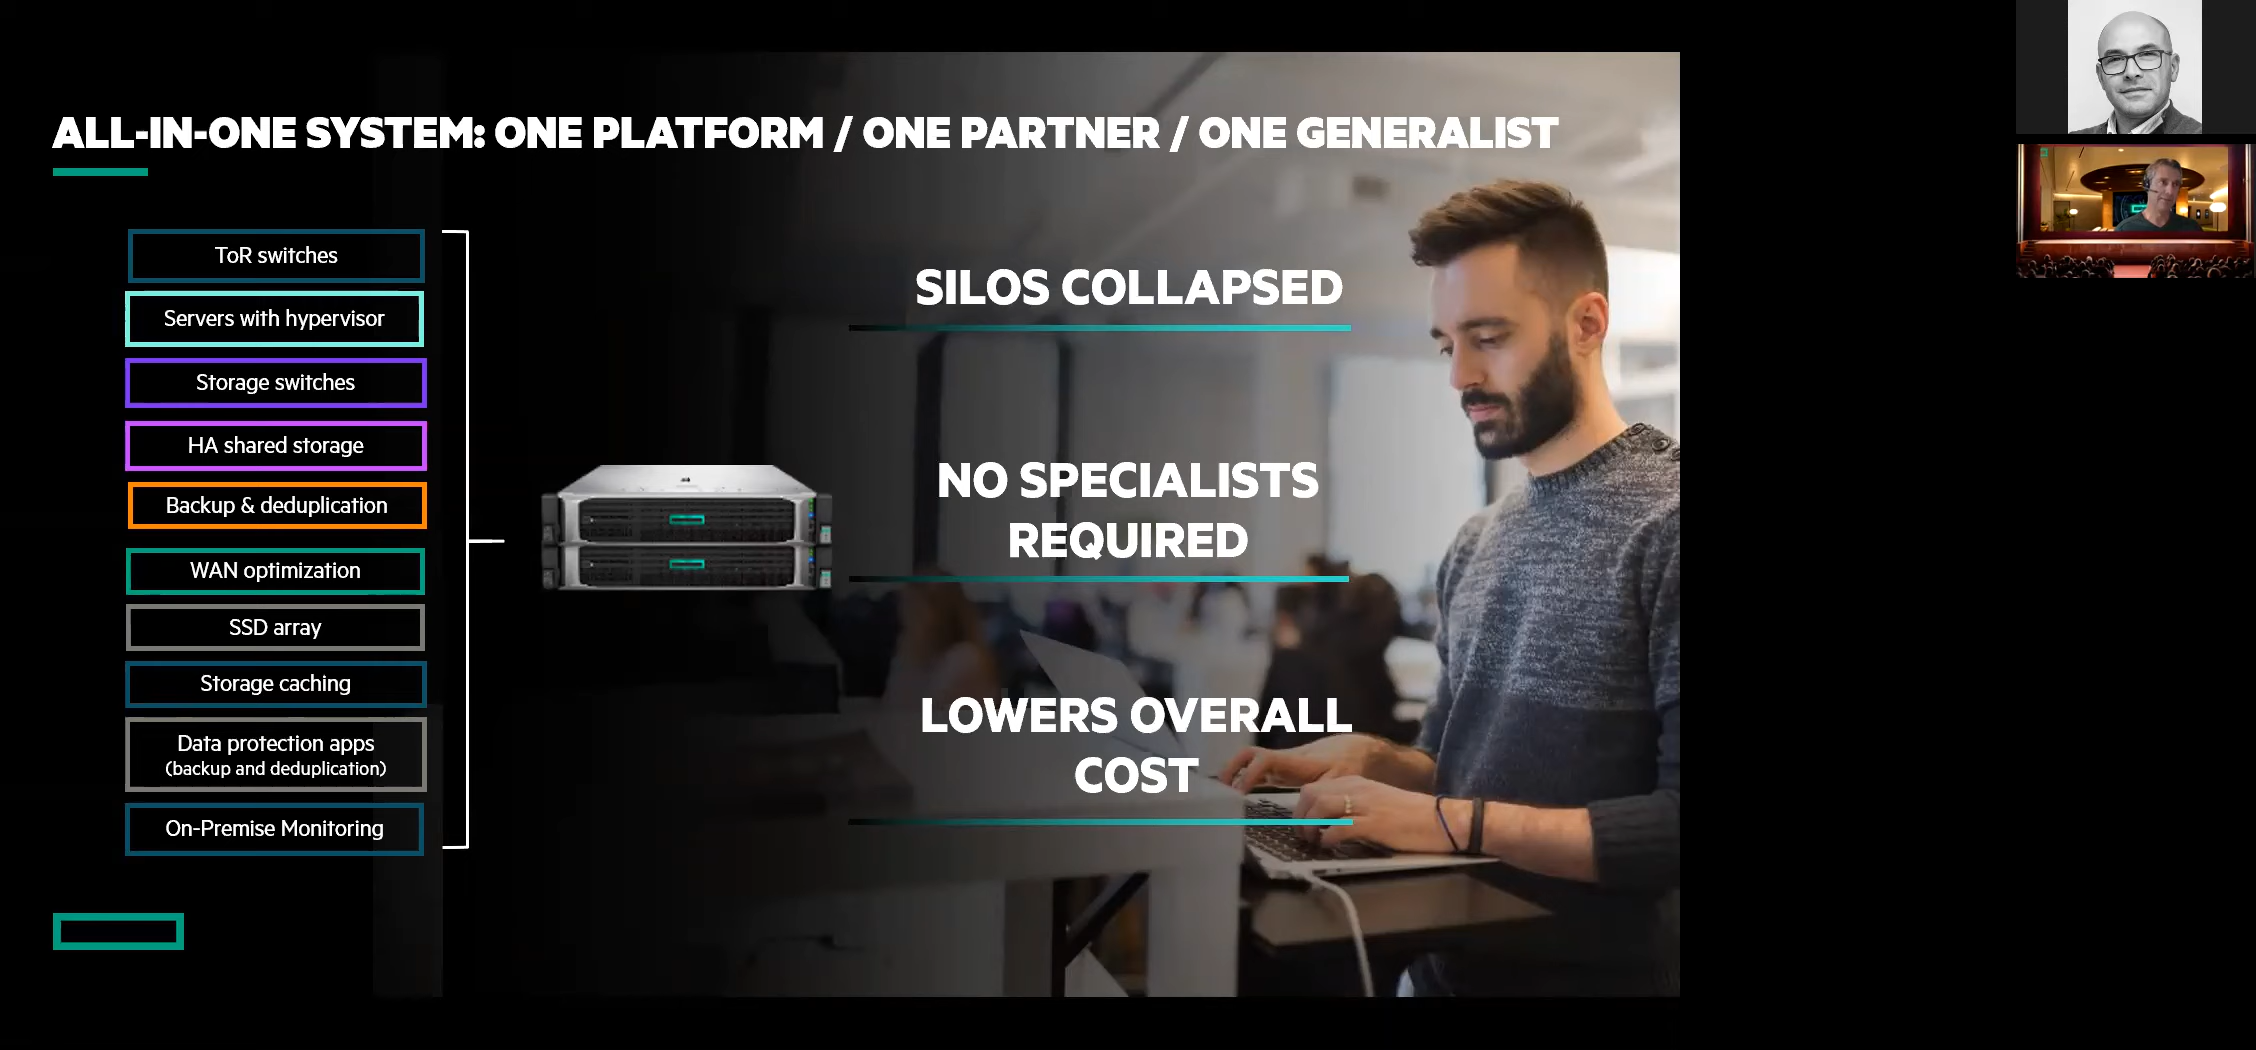 ALL-IN-ONE SYSTEM: ONE PLATFORM / ONE PARTNER / ONE GENERALIST
ToR switches
Servers with hypervisor
Storage switches
HA shared storage
Backup & deduplication
WAN optimization
SSD array
Storage caching
Data protection apps
(backup and deduplication)
On-Premise Monitoring
SILOS COLLAPSED
NO SPECIALISTS
REQUIRED
LOWERS OVERALL
COST